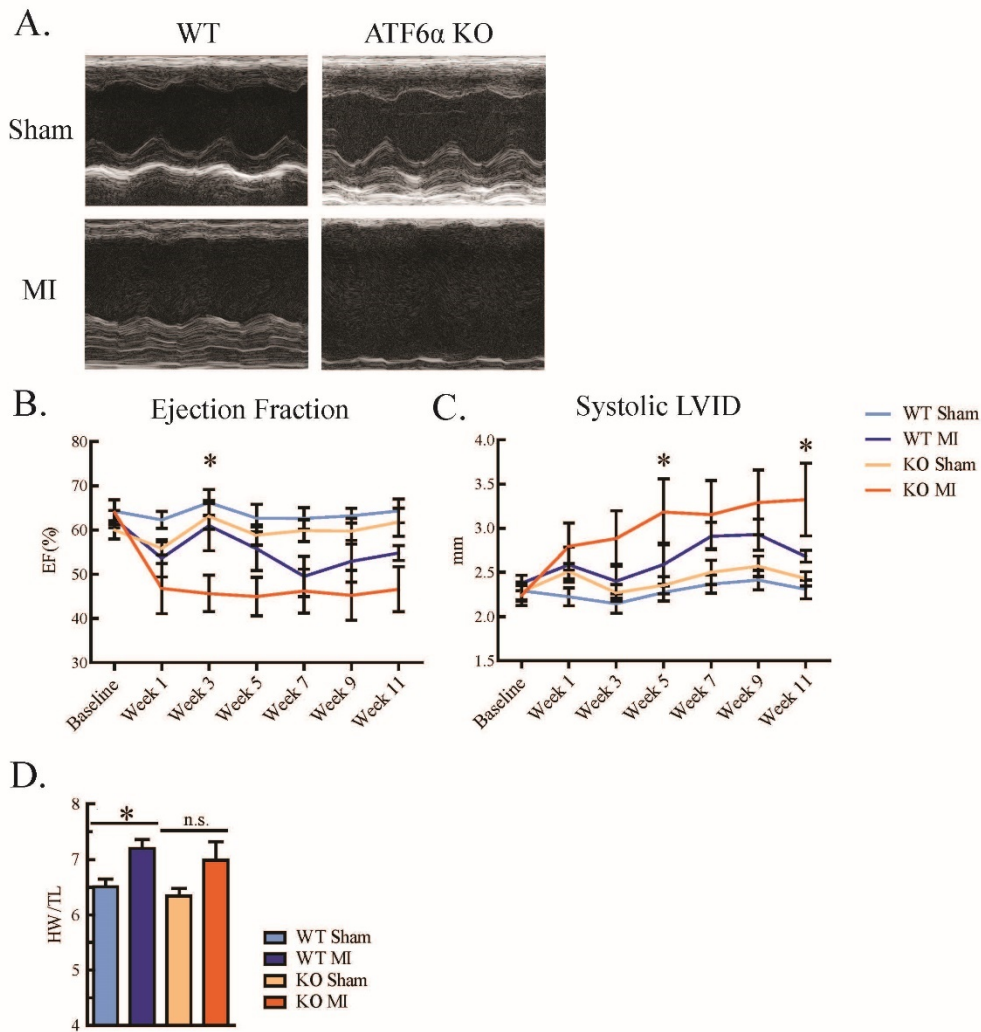 A.
WT
ATF6α KO
Sham
MI
B.
Ejection Fraction
80
70
60
50
40
30
EF(%)
*
Baseline
Week 1
Week 3
Week 5
Week 7
Week 9
Week 11
C.
Systolic LVID
4.0
3.5
3.0
2.5
2.0
1.5
mm
*
*
Baseline
Week 1
Week 3
Week 5
Week 7
Week 9
Week 11
WT Sham
WT MI
KO Sham
KO MI
D.
8
7
6
5
4
HW/TL
*
n.s.
WT Sham
WT MI
KO Sham
KO MI